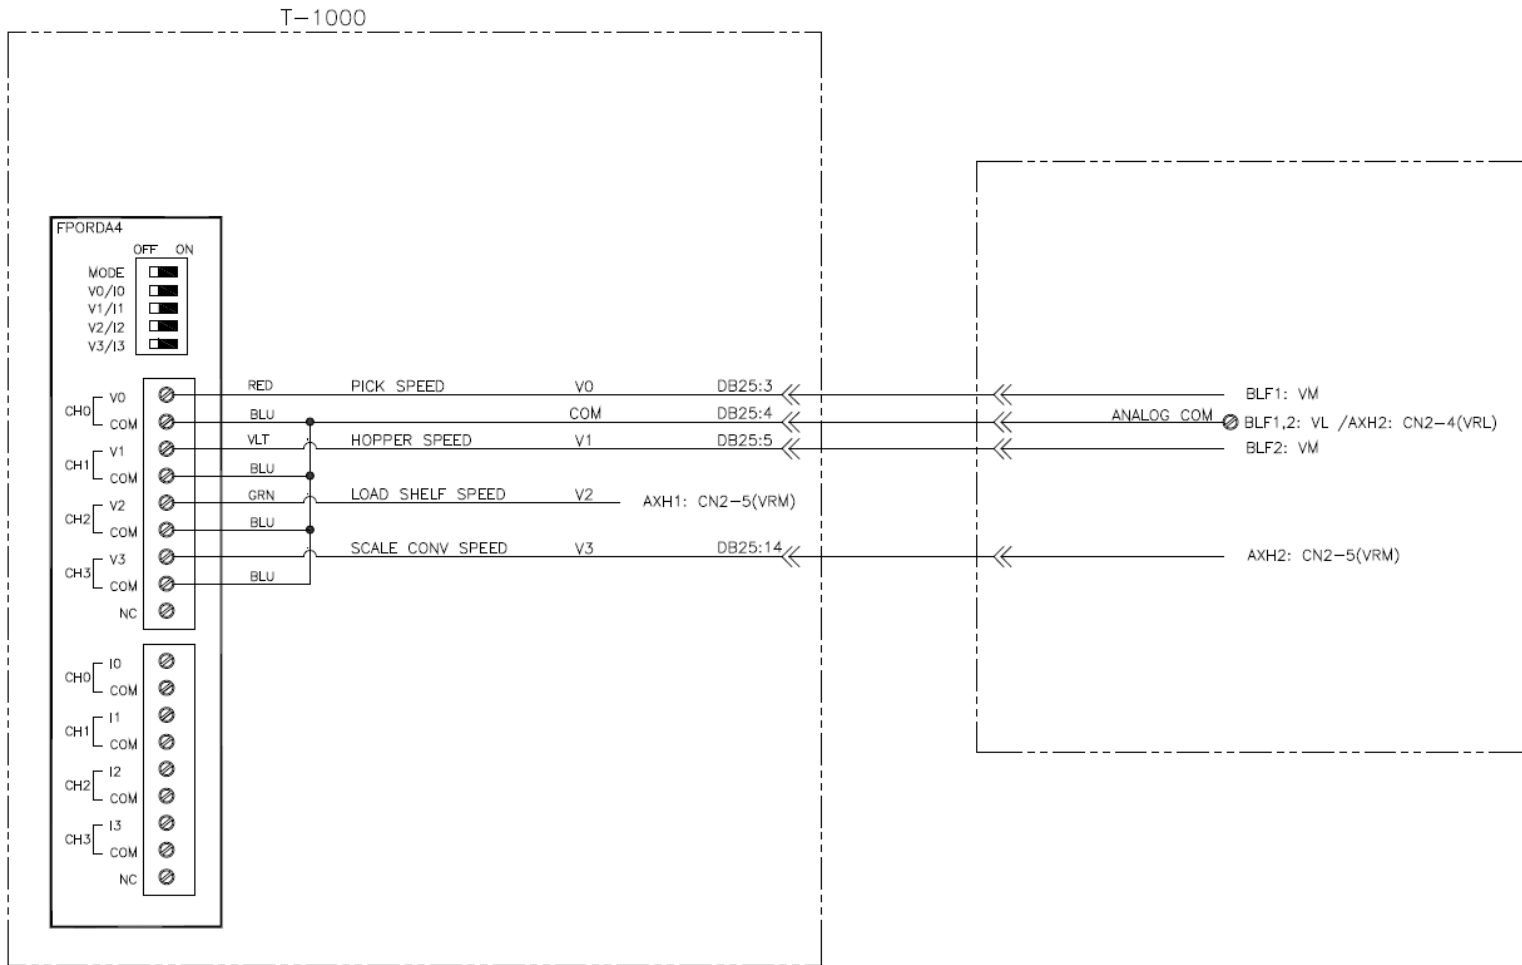 T-1000
FPORDA4
OFF ON
MODE
V0/I0
V1/I1
V2/I2
V3/I3
CH0 V0 RED PICK SPEED V0 DB25:3 BLF1: VM
COM BLU COM DB25:4 ANALOG COM BLF1,2: VL /AXH2: CN2-4(VRL)
CH1 V1 VLT HOPPER SPEED V1 DB25:5 BLF2: VM
COM BLU
CH2 V2 GRN LOAD SHELF SPEED V2 AXH1: CN2-5(VRM)
COM BLU
CH3 V3 SCALE CONV SPEED V3 DB25:14 AXH2: CN2-5(VRM)
COM BLU
NC
CH0 I0
COM
CH1 I1
COM
CH2 I2
COM
CH3 I3
COM
NC